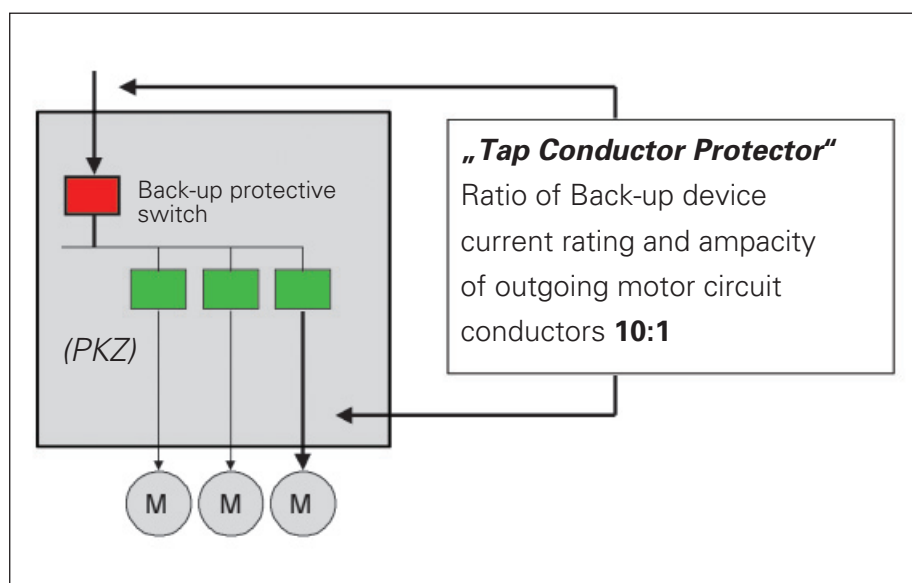 Back-up protective
switch
(PKZ)
M M M
„Tap Conductor Protector“
Ratio of Back-up device
current rating and ampacity
of outgoing motor circuit
conductors 10:1